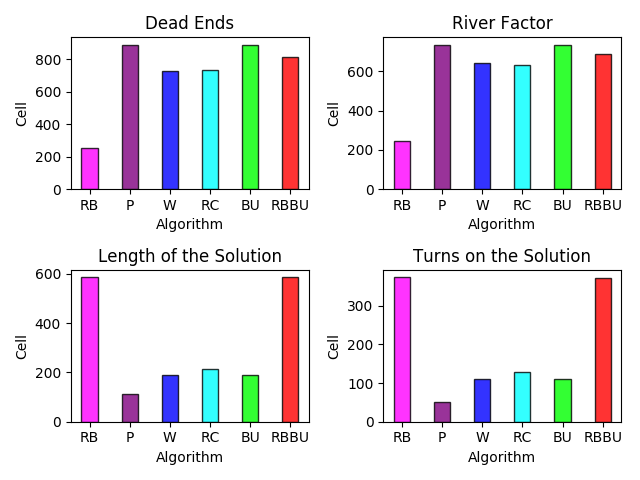 Dead Ends
Cell
800
600
400
200
0
RB P W RC BU RBBU
Algorithm
River Factor
Cell
600
400
200
0
RB P W RC BU RBBU
Algorithm
Length of the Solution
Cell
600
400
200
0
RB P W RC BU RBBU
Algorithm
Turns on the Solution
Cell
300
200
100
0
RB P W RC BU RBBU
Algorithm